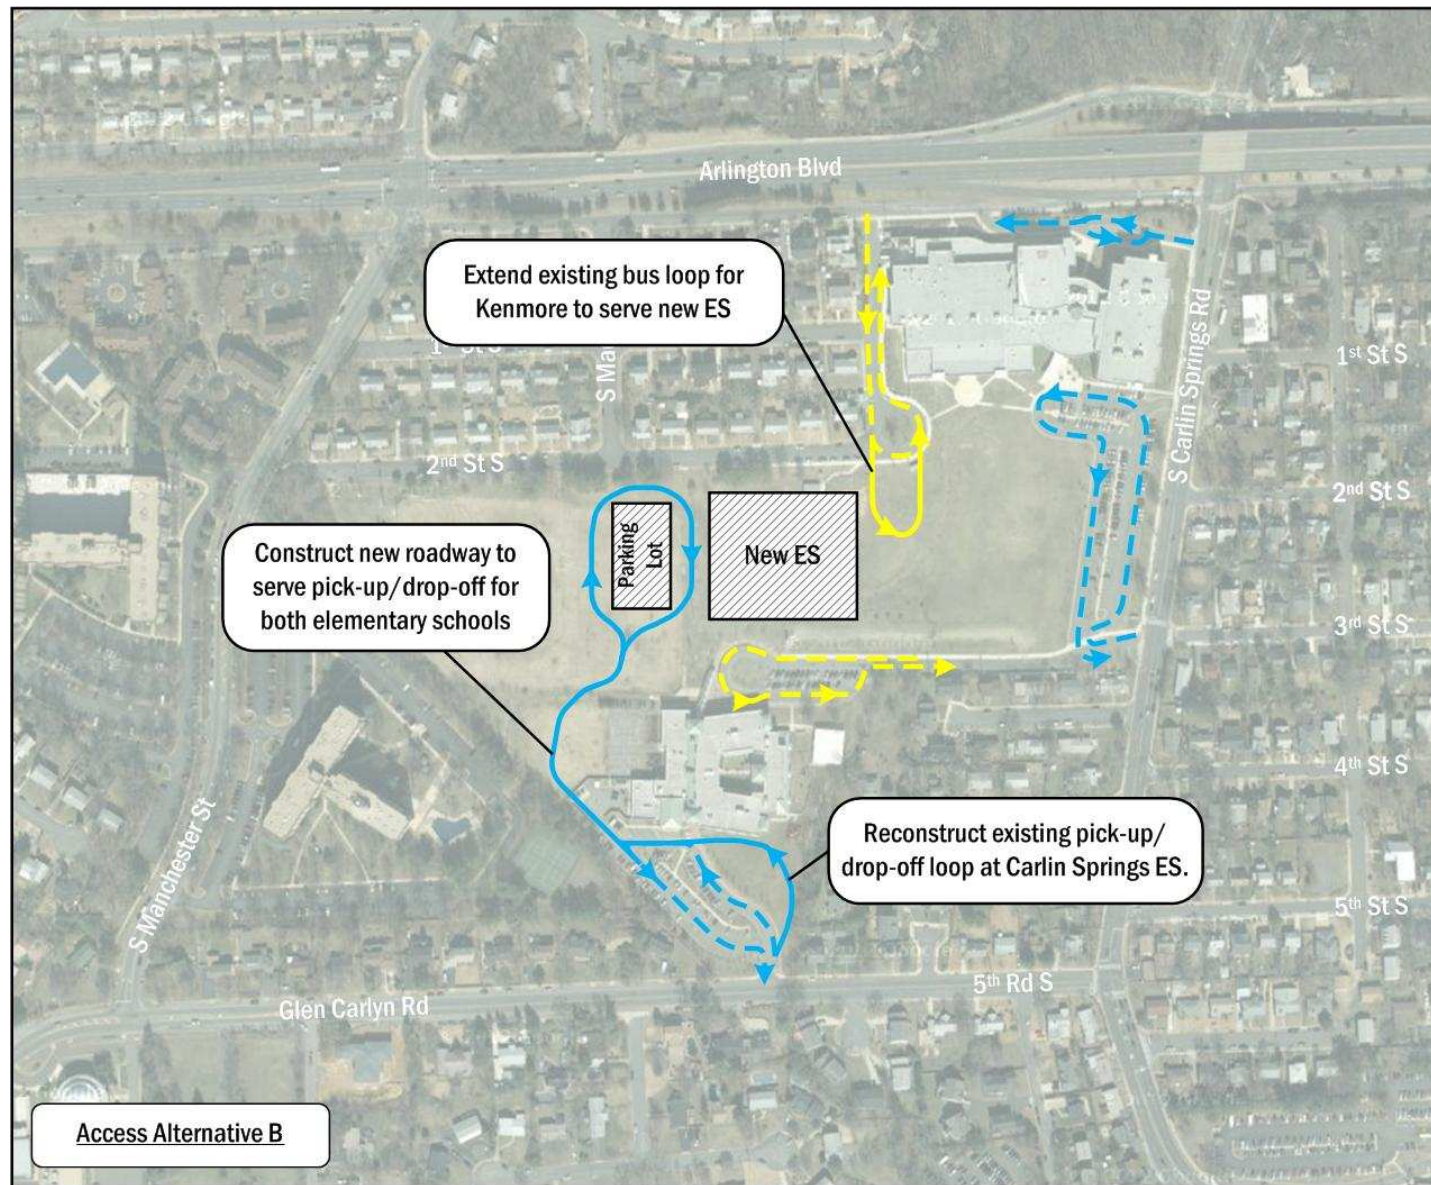 Arlington Blvd
Extend existing bus loop for
Kenmore to serve new ES
1st St S
S Carlin Springs Rd
1st St S
2nd St S
2nd St S
Construct new roadway to
serve pick-up/drop-off for
both elementary schools
Parking
Lot
New ES
3rd St S
4th St S
Reconstruct existing pick-up/
drop-off loop at Carlin Springs ES.
5th St S
S Manchester St
5th Rd S
Glen Carlyn Rd
Access Alternative B